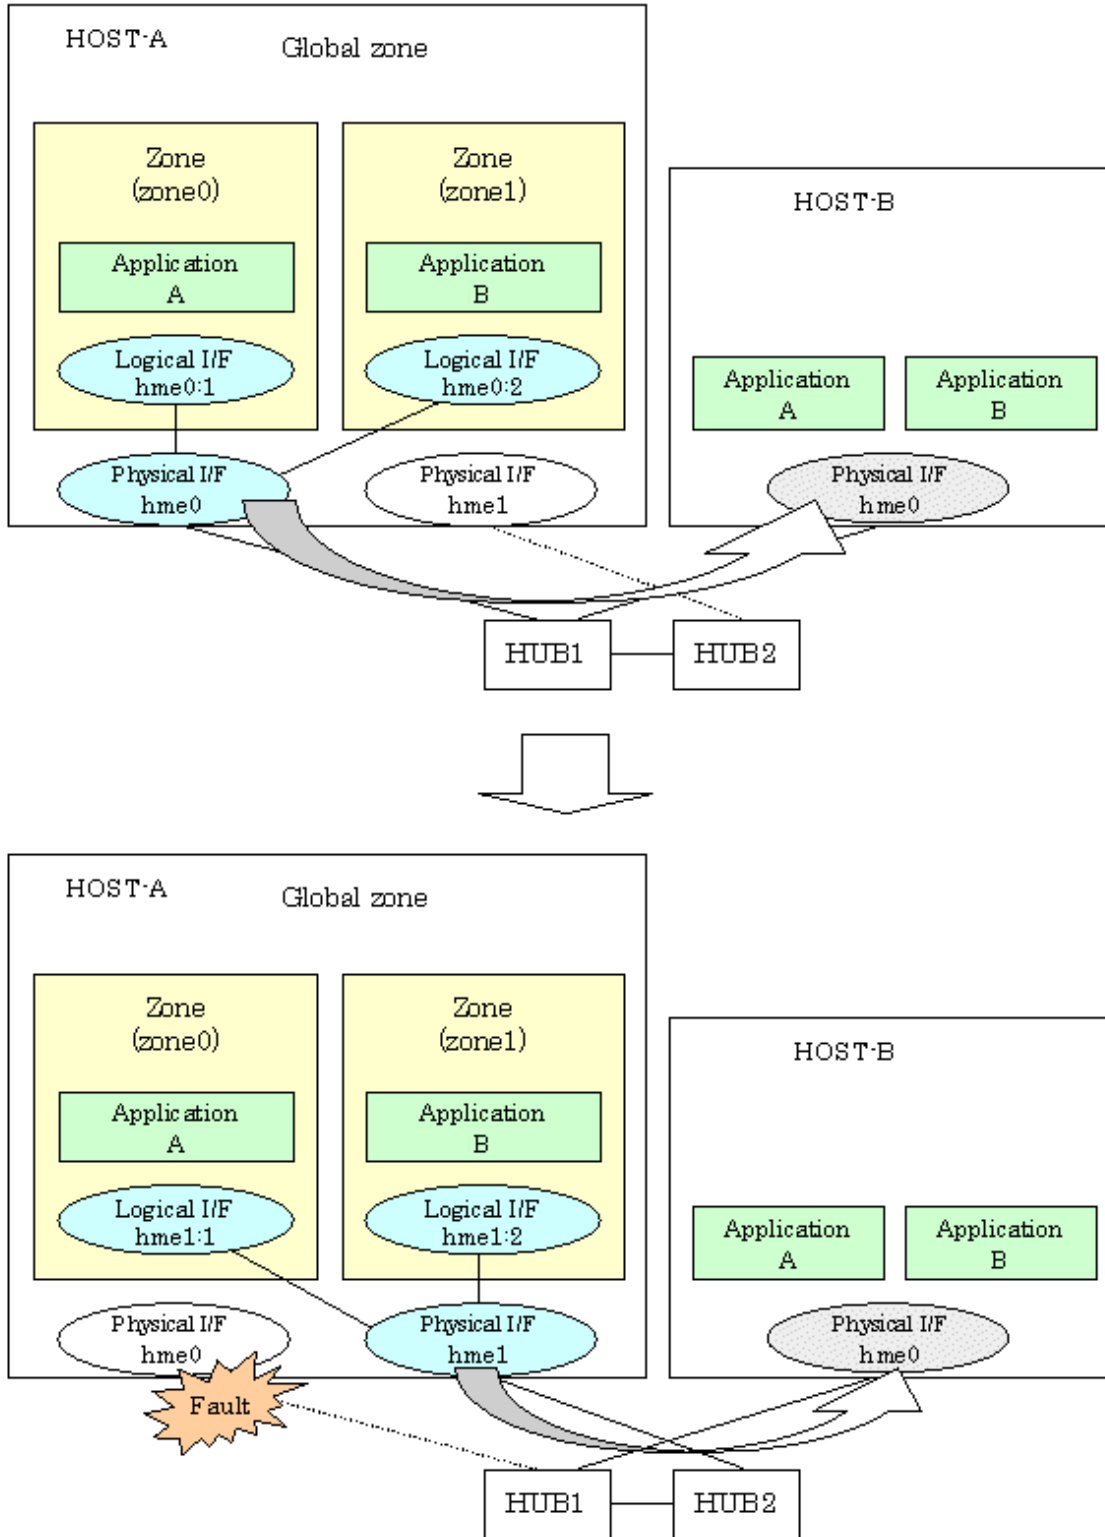 HOST-A
Global zone
Zone
(zone0)
Zone
(zone1)
HOST-B
Application
A
Application
B
Logical I/F
hme0:1
Logical I/F
hme0:2
Application
A
Application
B
Physical I/F
hme0
Physical I/F
hme1
Physical I/F
hme0
HUB1
HUB2
HOST-A
Global zone
Zone
(zone0)
Zone
(zone1)
HOST-B
Application
A
Application
B
Logical I/F
hme1:1
Logical I/F
hme1:2
Application
A
Application
B
Physical I/F
hme0
Physical I/F
hme1
Physical I/F
hme0
Fault
HUB1
HUB2